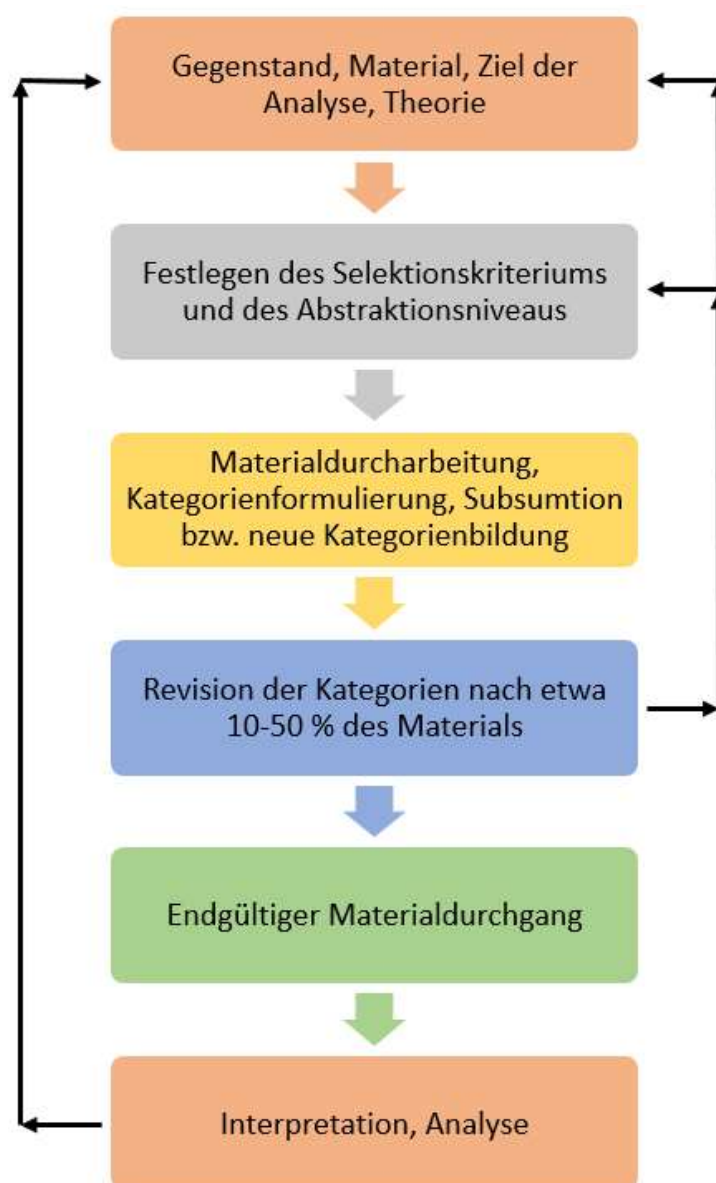 Gegenstand, Material, Ziel der
Analyse, Theorie
Festlegen des Selektionskriteriums
und des Abstraktionsniveaus
Materialdurcharbeitung,
Kategorienformulierung, Subsumtion
bzw. neue Kategorienbildung
Revision der Kategorien nach etwa
10-50 % des Materials
Endgültiger Materialdurchgang
Interpretation, Analyse